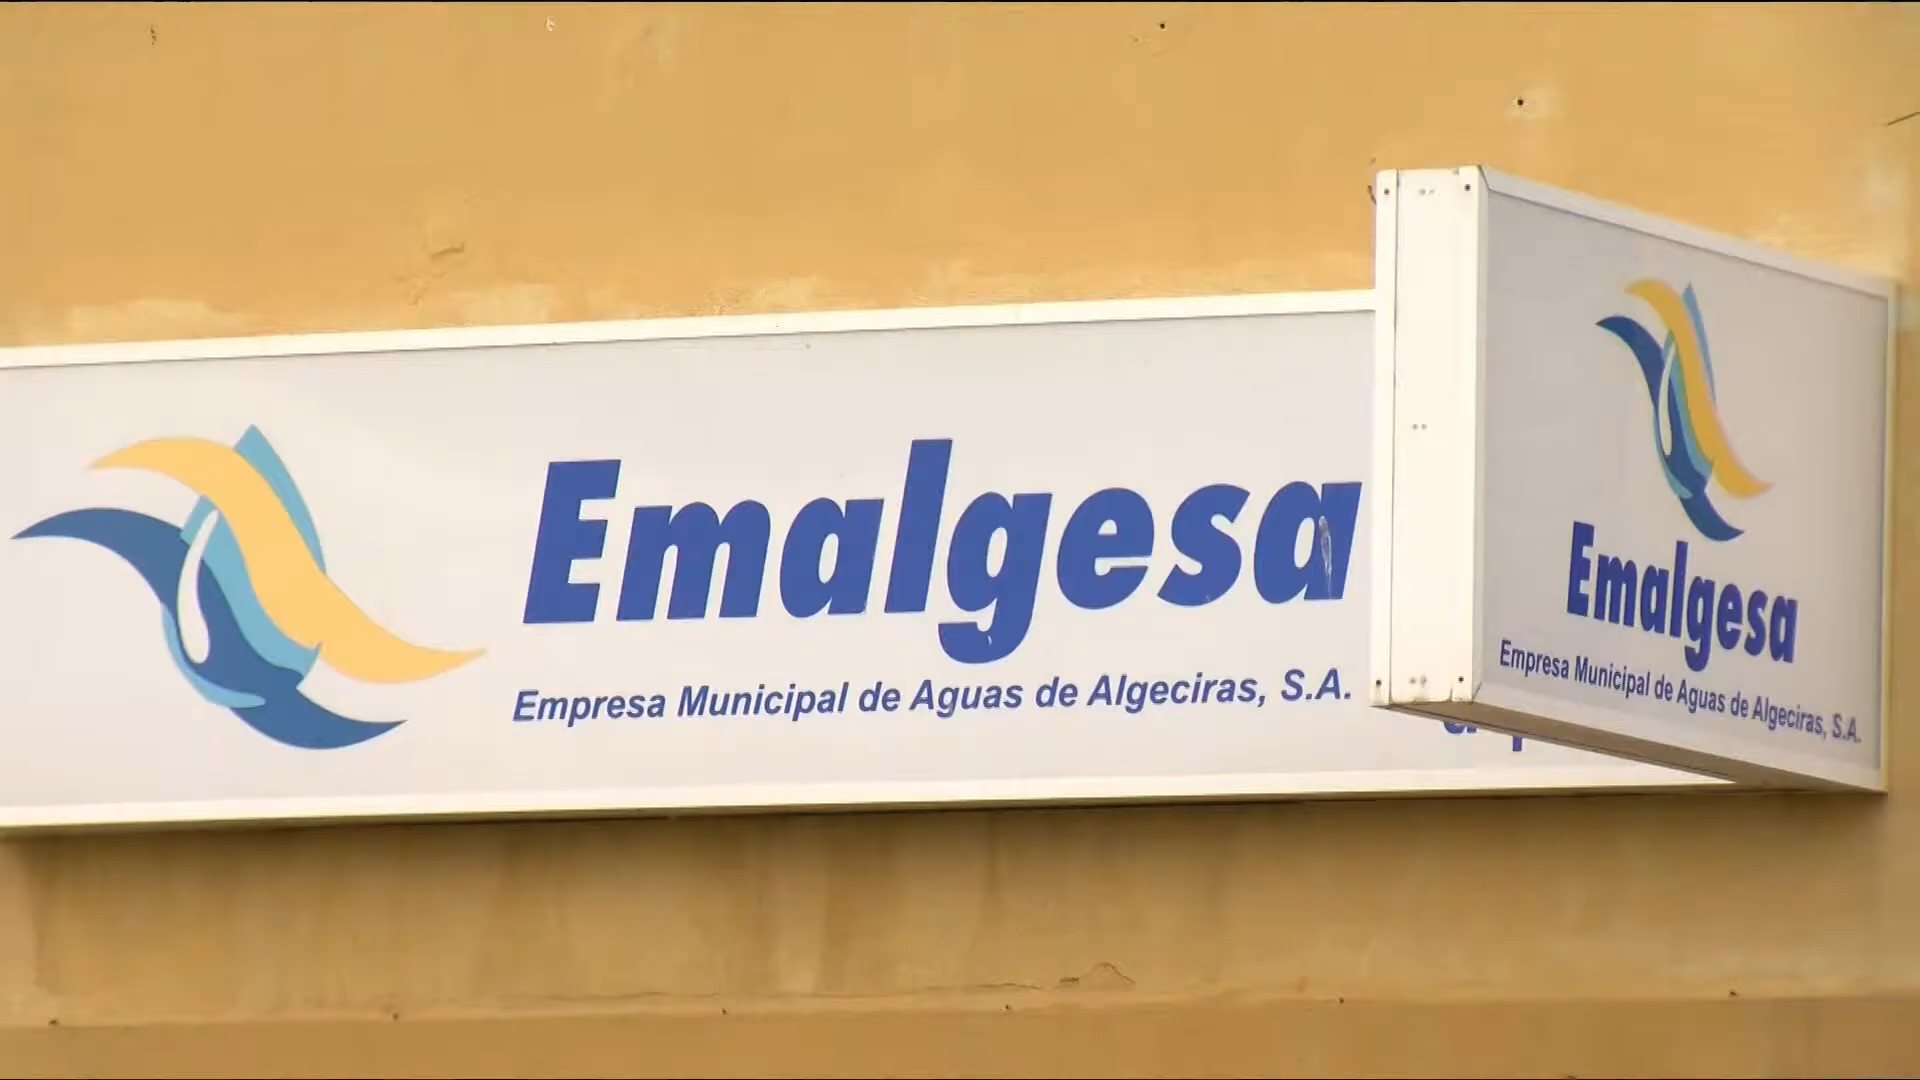 Emalgesa
Empresa Municipal de Aguas de Algeciras, S.A.
Emalgesa
Empresa Municipal de Aguas de Algeciras, S.A.